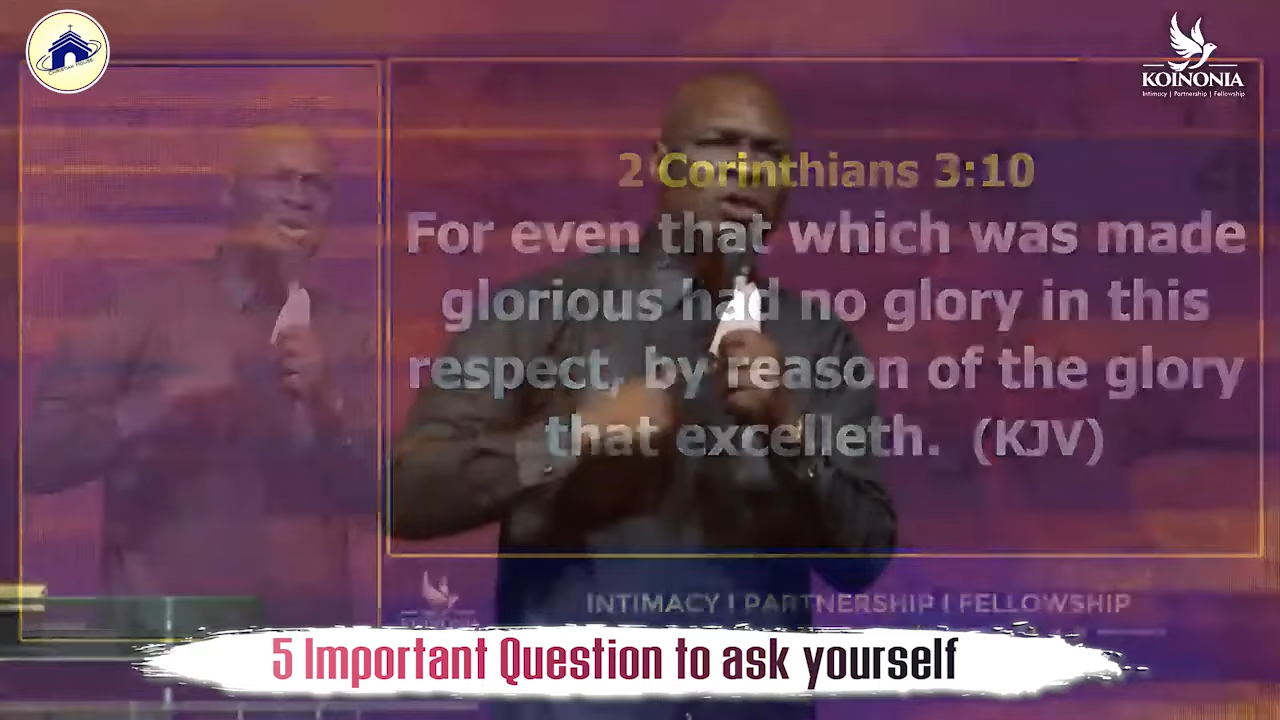 CHRISTIAN HOUSE
KOINONIA
Intimacy | Partnership | Fellowship
2 Corinthians 3:10
For even that which was made
glorious had no glory in this
respect, by reason of the glory
that excelleth. (KJV)
INTIMACY | PARTNERSHIP | FELLOWSHIP
5 Important Question to ask yourself